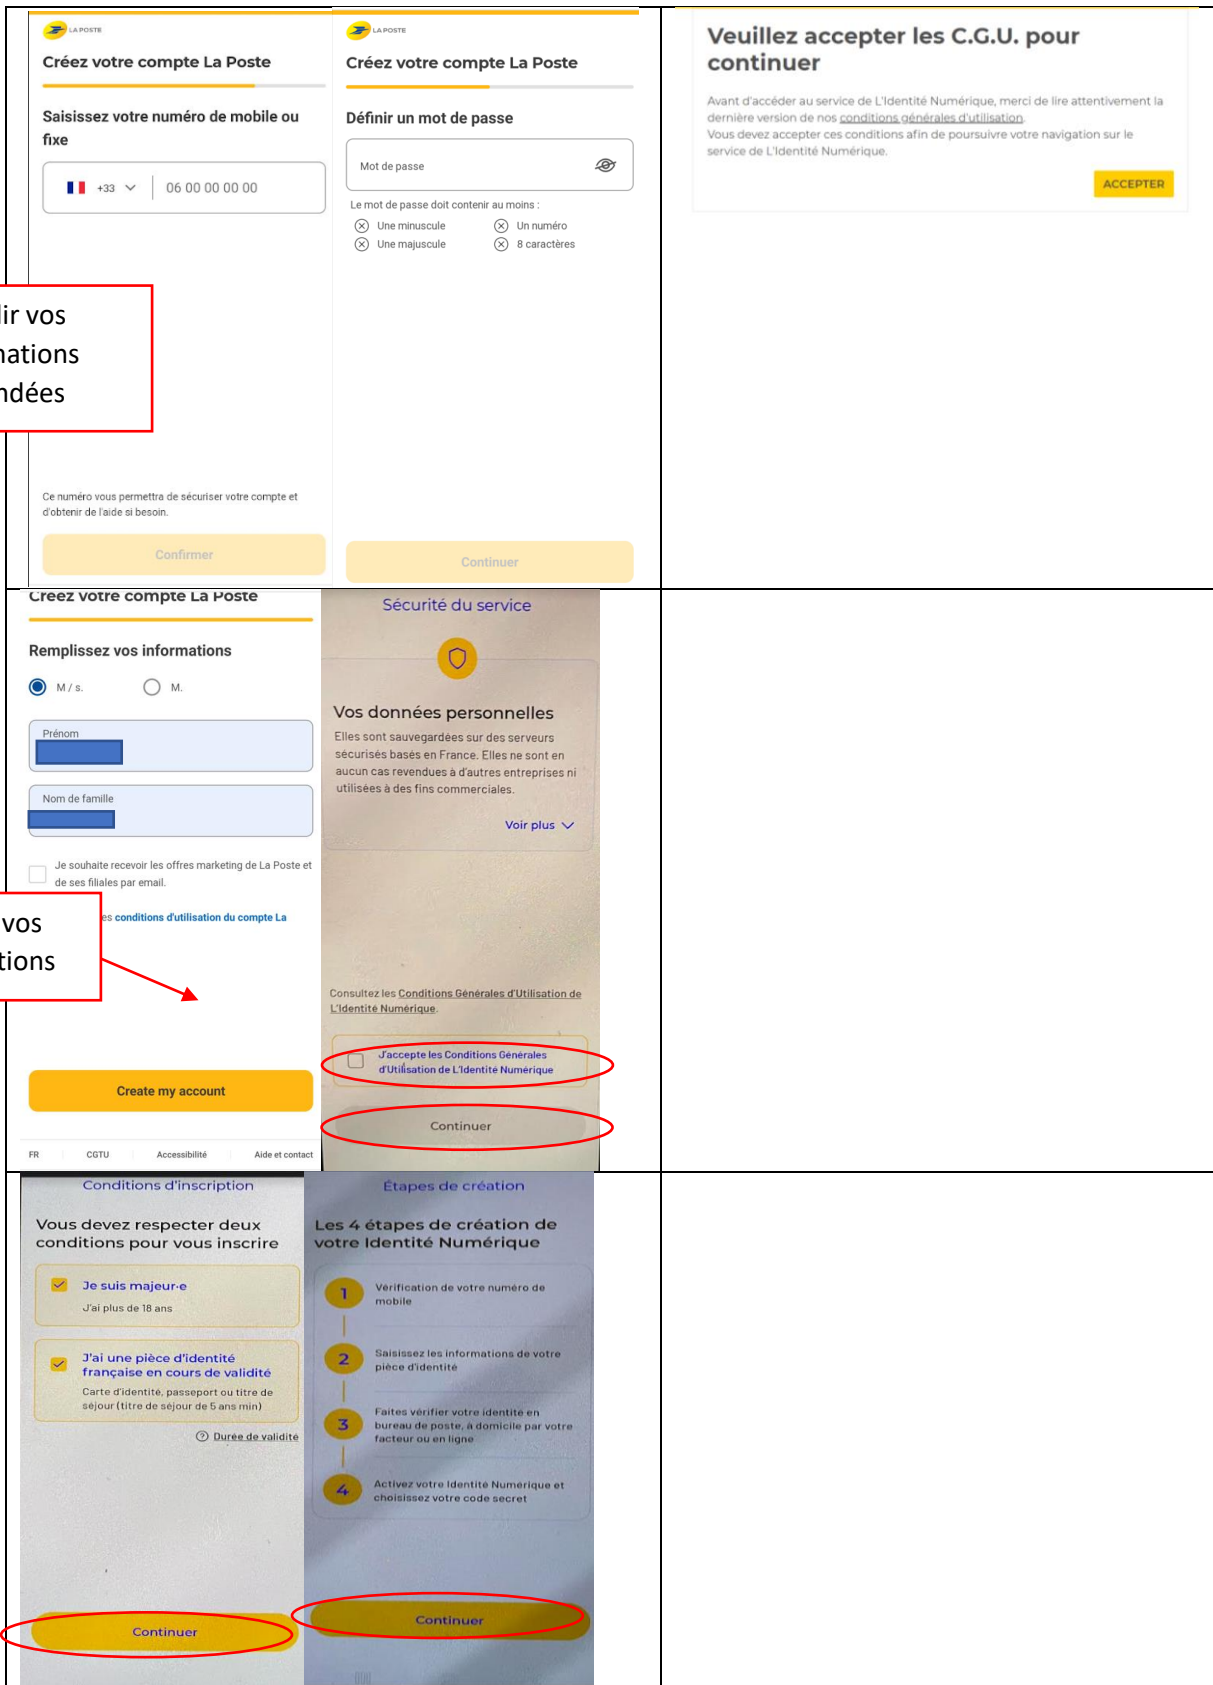 LA POSTE
Créez votre compte La Poste
Saisissez votre numéro de mobile ou
fixe
+33
06 00 00 00 00
Ce numéro vous permettra de sécuriser votre compte et
d'obtenir de l'aide si besoin.
Confirmer
LA POSTE
Créez votre compte La Poste
Définir un mot de passe
Mot de passe
Le mot de passe doit contenir au moins :
Une minuscule
Un numéro
Une majuscule
8 caractères
Continuer
Veuillez accepter les C.G.U. pour
continuer
Avant d'accéder au service de L'Identité Numérique, merci de lire attentivement la
dernière version de nos conditions générales d'utilisation.
Vous devez accepter ces conditions afin de poursuivre votre navigation sur le
service de L'Identité Numérique.
ACCEPTER
lir vos
nations
ndées
Créez votre compte La Poste
Remplissez vos informations
M / s.
M.
Prénom
Nom de famille
Je souhaite recevoir les offres marketing de La Poste et
de ses filiales par email.
es conditions d'utilisation du compte La
vos
tions
Create my account
FR
CGTU
Accessibilité
Aide et contact
Sécurité du service
Vos données personnelles
Elles sont sauvegardées sur des serveurs
sécurisés basés en France. Elles ne sont en
aucun cas revendues à d'autres entreprises ni
utilisées à des fins commerciales.
Voir plus
Consultez les Conditions Générales d'Utilisation de
L'Identité Numérique.
J'accepte les Conditions Générales
d'Utilisation de L'Identité Numérique
Continuer
Conditions d'inscription
Vous devez respecter deux
conditions pour vous inscrire
Je suis majeur·e
J'ai plus de 18 ans
J'ai une pièce d'identité
française en cours de validité
Carte d'identité, passeport ou titre de
séjour (titre de séjour de 5 ans min)
Durée de validité
Continuer
Étapes de création
Les 4 étapes de création de
votre Identité Numérique
1
Vérification de votre numéro de
mobile
2
Saisissez les informations de votre
pièce d'identité
3
Faites vérifier votre identité en
bureau de poste, à domicile par votre
facteur ou en ligne
4
Activez votre Identité Numérique et
choisissez votre code secret
Continuer